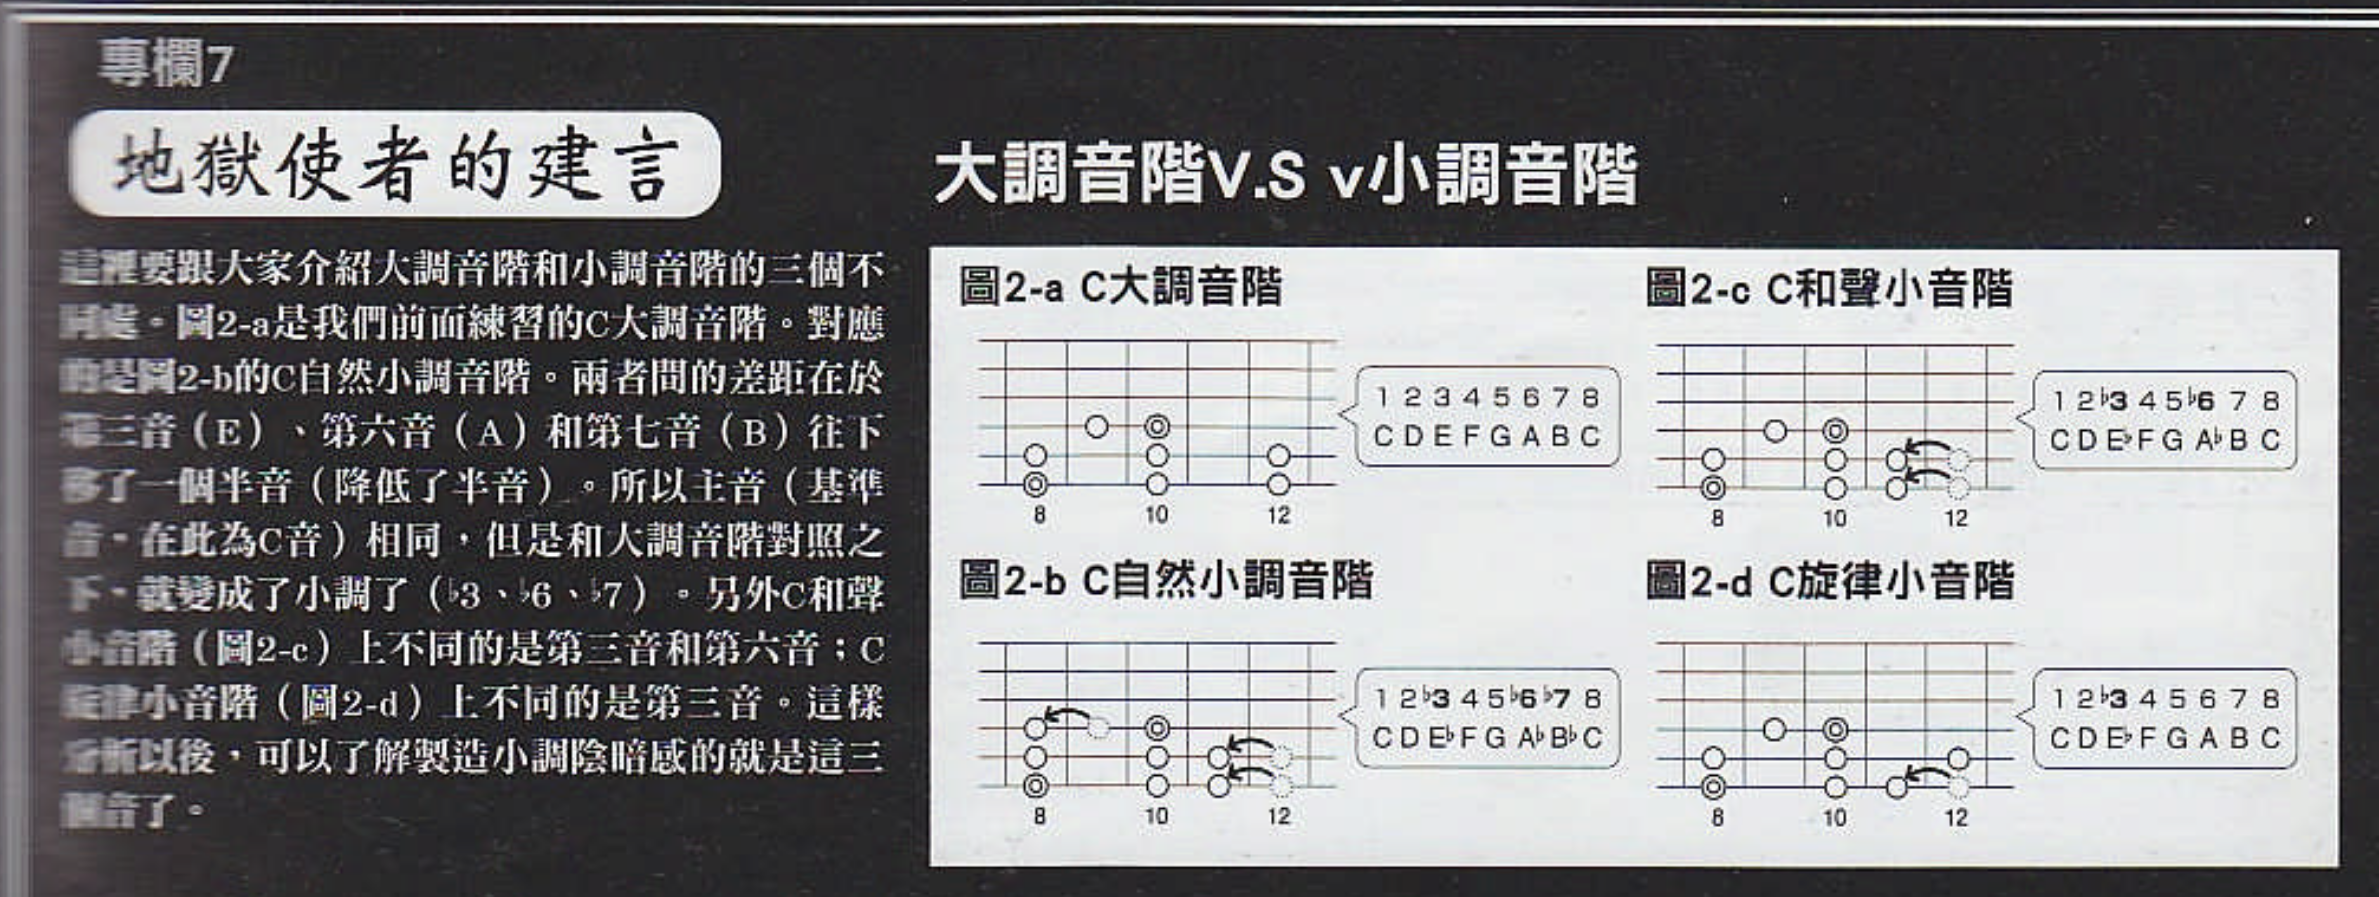 專欄7
地獄使者的建言
這裡要跟大家介紹大調音階和小調音階的三個不
同處。圖2-a是我們前面練習的C大調音階。對應
的是圖2-b的C自然小調音階。兩者間的差距在於
第三音（E）、第六音（A）和第七音（B）往下
移了一個半音（降低了半音）。所以主音（基準
音，在此為C音）相同，但是和大調音階對照之
下，就變成了小調了（♭3、♭6、♭7）。另外C和聲
小音階（圖2-c）上不同的是第三音和第六音；C
旋律小音階（圖2-d）上不同的是第三音。這樣
分析以後，可以了解製造小調陰暗感的就是這三
個音了。
大調音階V.S v小調音階
圖2-a C大調音階
1 2 3 4 5 6 7 8
C D E F G A B C
8 10 12
圖2-b C自然小調音階
1 2 ♭3 4 5 ♭6 ♭7 8
C D E♭ F G A♭ B♭ C
8 10 12
圖2-c C和聲小音階
1 2 ♭3 4 5 ♭6 7 8
C D E♭ F G A♭ B C
8 10 12
圖2-d C旋律小音階
1 2 ♭3 4 5 6 7 8
C D E♭ F G A B C
8 10 12